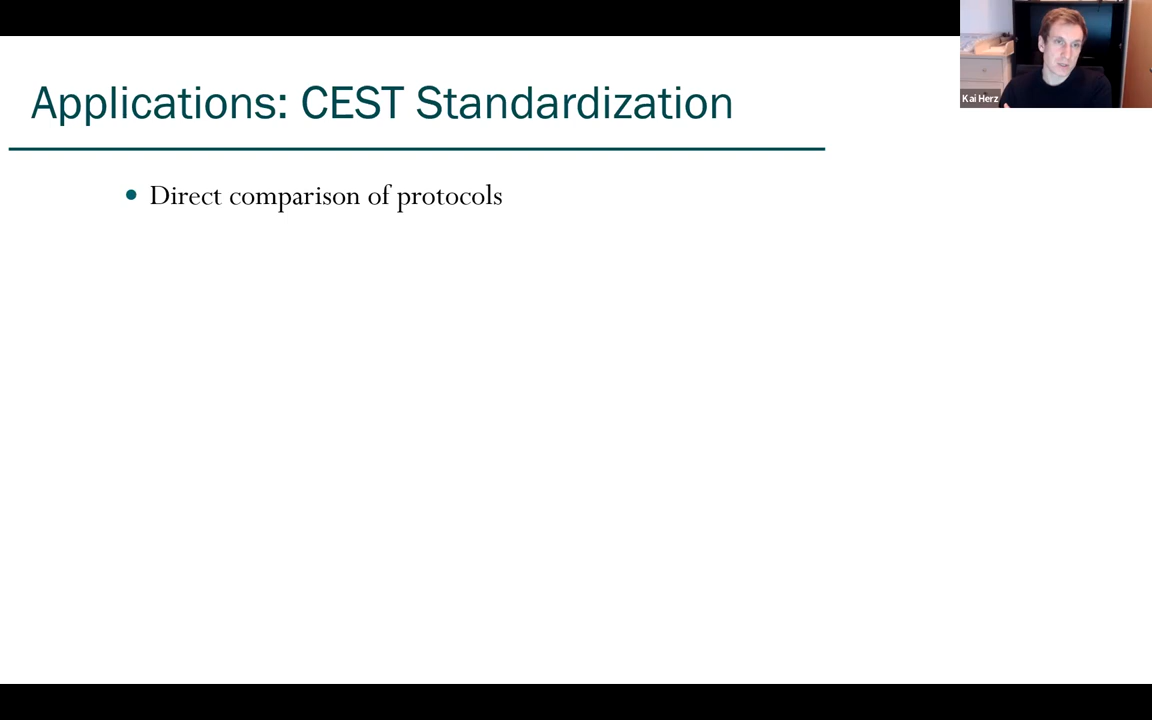 Applications: CEST Standardization
Kai Herz
• Direct comparison of protocols